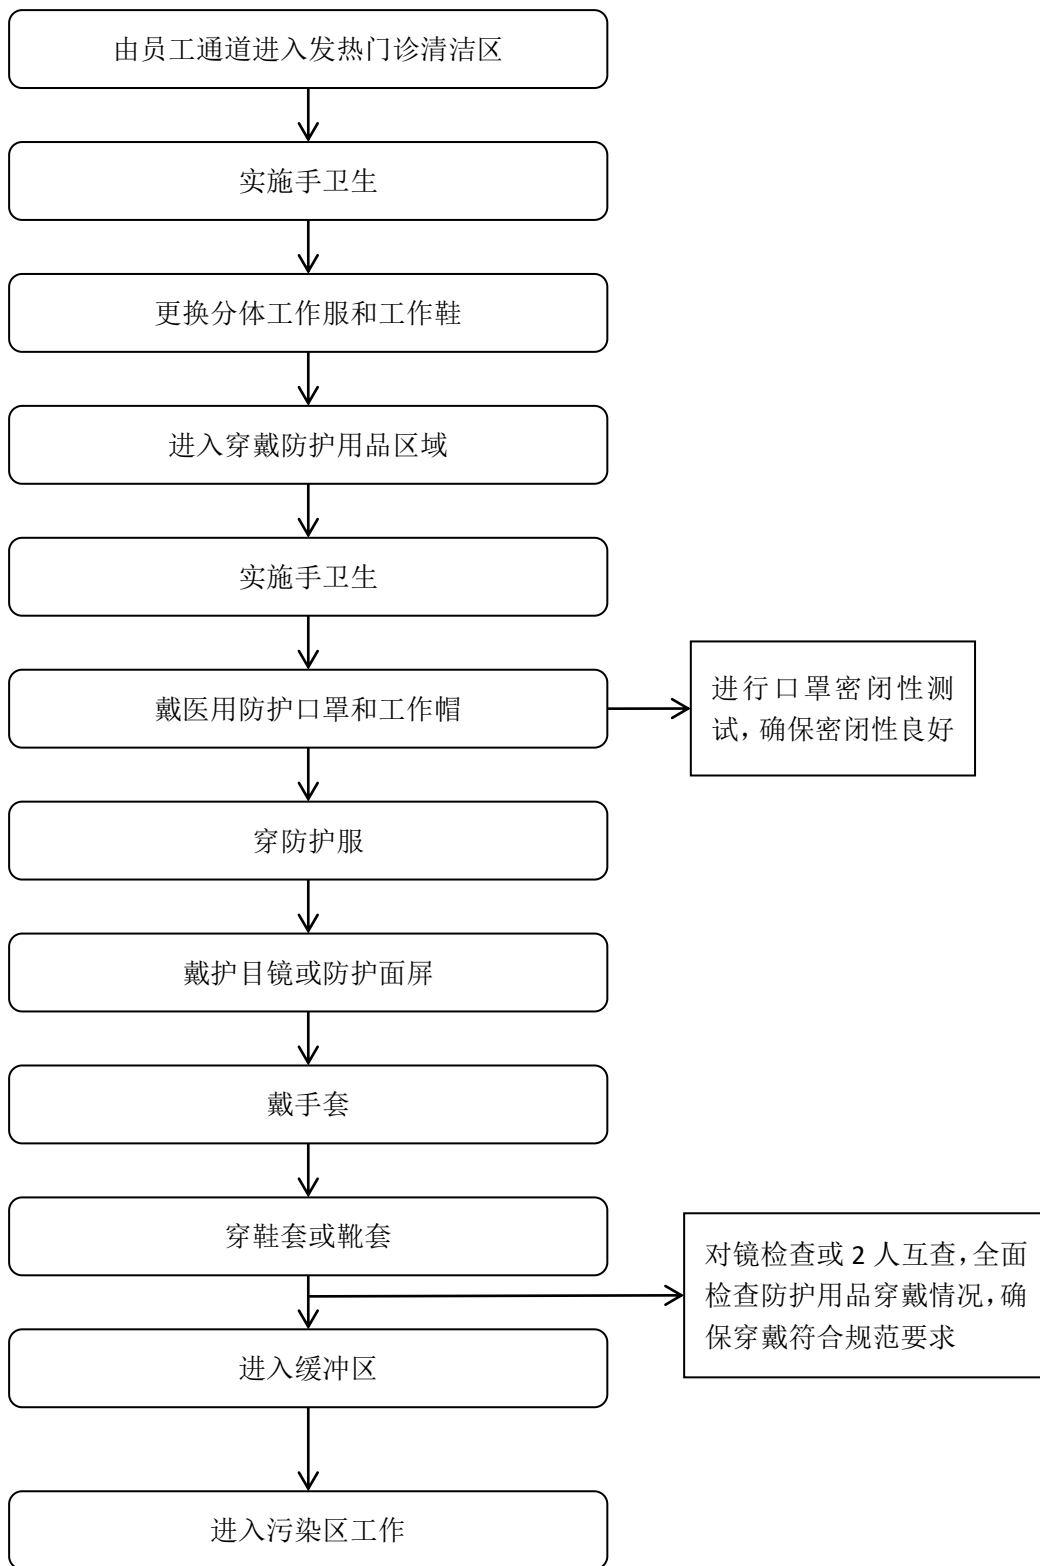 由员工通道进入发热门诊清洁区
实施手卫生
更换分体工作服和工作鞋
进入穿戴防护用品区域
实施手卫生
戴医用防护口罩和工作帽
进行口罩密闭性测
试，确保密闭性良好
穿防护服
戴护目镜或防护面屏
戴手套
穿鞋套或靴套
对镜检查或 2 人互查，全面
检查防护用品穿戴情况，确
保穿戴符合规范要求
进入缓冲区
进入污染区工作